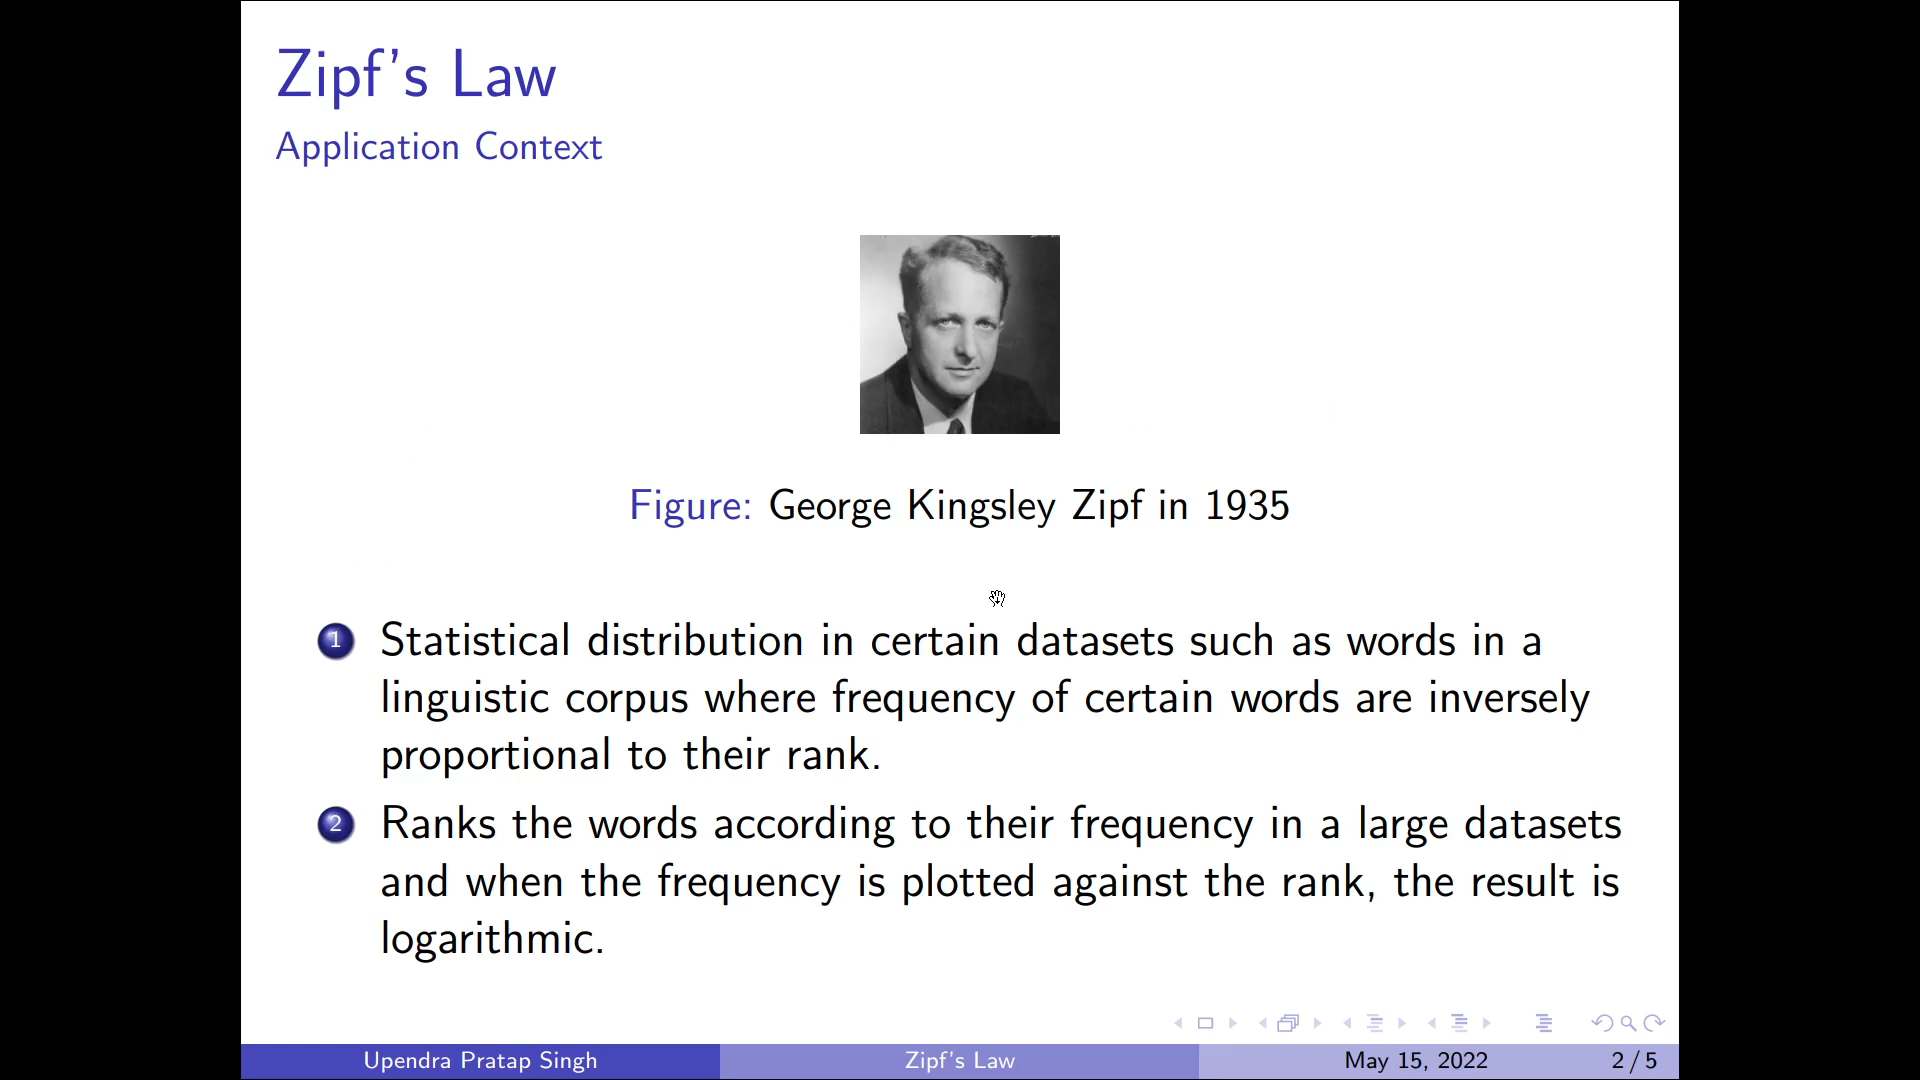 Zipf's Law
Application Context
Figure: George Kingsley Zipf in 1935
1 Statistical distribution in certain datasets such as words in a
linguistic corpus where frequency of certain words are inversely
proportional to their rank.
2 Ranks the words according to their frequency in a large datasets
and when the frequency is plotted against the rank, the result is
logarithmic.
Upendra Pratap Singh Zipf's Law May 15, 2022 2 / 5